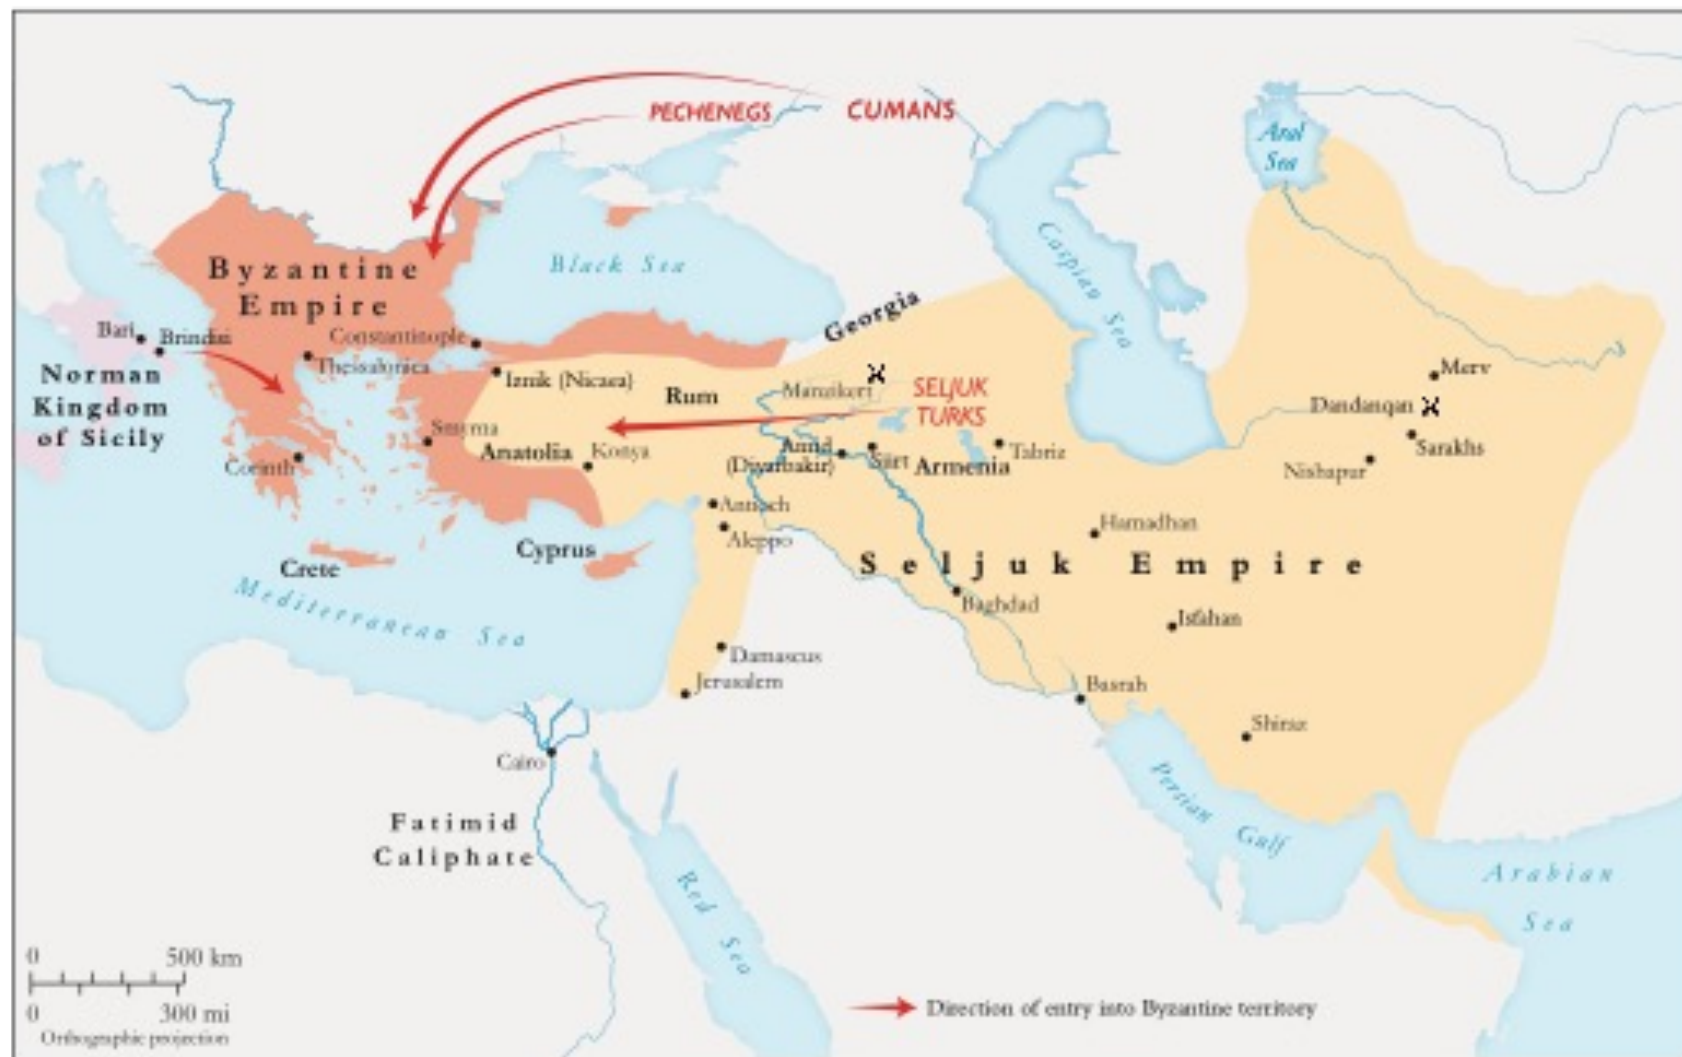 PECHENEGS
CUMANS
Aral
Sea
Caspian Sea
Byzantine
Empire
Black Sea
Georgia
Bari
Brindisi
Constantinople
Thessalonica
Iznik (Nicaea)
Rum
Manzikert
SELJUK
TURKS
Merv
Dandanqan
Sarakhs
Nishapur
Norman
Kingdom
of Sicily
Smyrna
Anatolia
Konya
Amid
(Diyarbakir)
Siirt
Armenia
Tabriz
Corinth
Antioch
Aleppo
Hamadhan
Crete
Cyprus
Seljuk Empire
Mediterranean Sea
Baghdad
Isfahan
Damascus
Jerusalem
Basrah
Shiraz
Cairo
Persian Gulf
Fatimid
Caliphate
Red Sea
Arabian
Sea
0 500 km
0 300 mi
Orthographic projection
Direction of entry into Byzantine territory